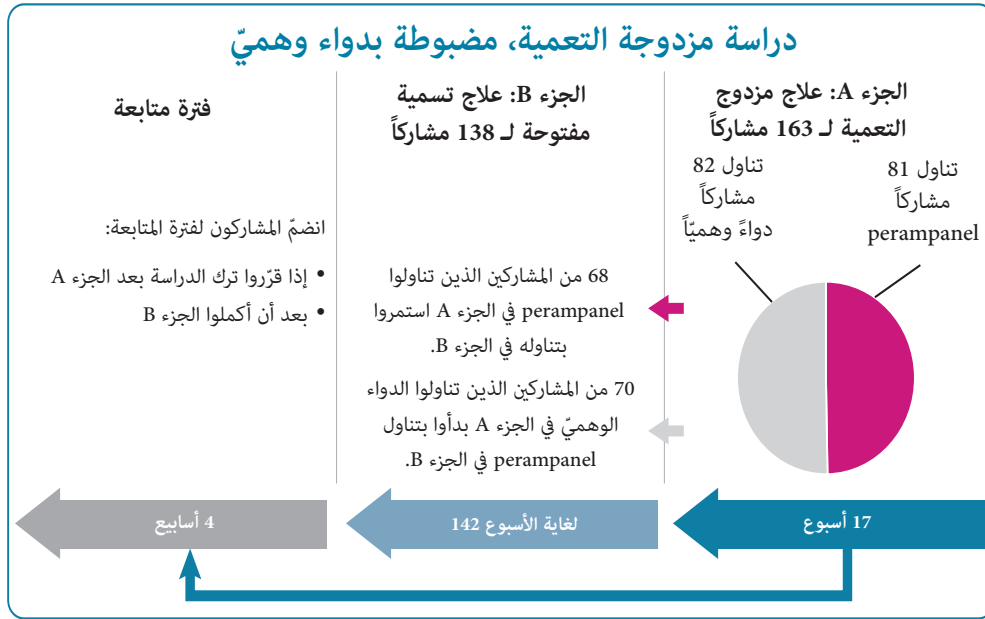 دراسة مزدوجة التعمية، مضبوطة بدواء وهميّ
الجزء A: علاج مزدوج
التعمية لـ 163 مشاركاً
تناول 81
مشاركاً
perampanel
تناول 82
مشاركاً
دواءً وهميّاً
17 أسبوع
الجزء B: علاج تسمية
مفتوحة لـ 138 مشاركاً
68 من المشاركين الذين تناولوا
perampanel في الجزء A استمروا
بتناوله في الجزء B.
70 من المشاركين الذين تناولوا الدواء
الوهميّ في الجزء A بدأوا بتناول
perampanel في الجزء B.
لغاية الأسبوع 142
فترة متابعة
انضمّ المشاركون لفترة المتابعة:
• إذا قرّروا ترك الدراسة بعد الجزء A
• بعد أن أكملوا الجزء B
4 أسابيع